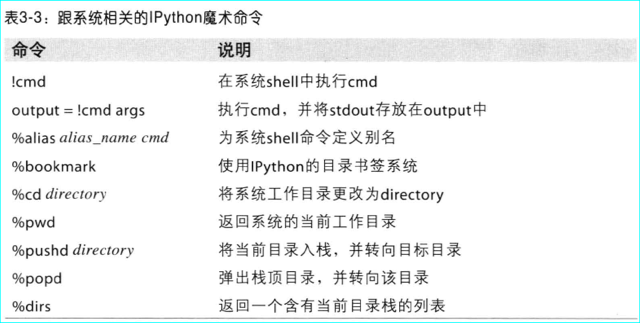 表3-3：跟系统相关的IPython魔术命令
命令 说明
!cmd 在系统shell中执行cmd
output = !cmd args 执行cmd，并将stdout存放在output中
%alias alias_name cmd 为系统shell命令定义别名
%bookmark 使用IPython的目录书签系统
%cd directory 将系统工作目录更改为directory
%pwd 返回系统的当前工作目录
%pushd directory 将当前目录入栈，并转向目标目录
%popd 弹出栈顶目录，并转向该目录
%dirs 返回一个含有当前目录栈的列表